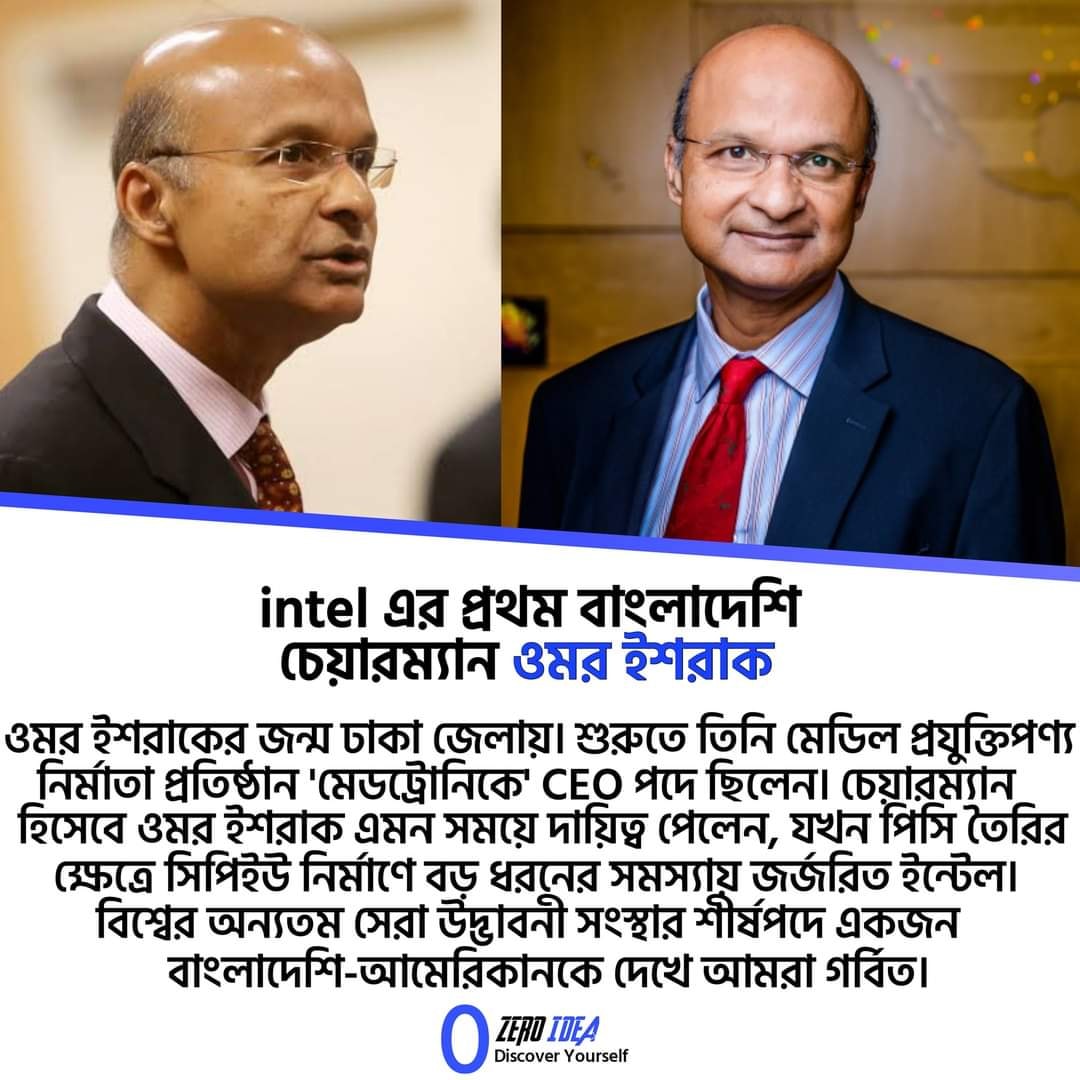 intel এর প্রথম বাংলাদেশি
চেয়ারম্যান ওমর ইশরাক
ওমর ইশরাকের জন্ম ঢাকা জেলায়। শুরুতে তিনি মেডিল প্রযুক্তিপণ্য
নির্মাতা প্রতিষ্ঠান 'মেডট্রোনিকে' CEO পদে ছিলেন। চেয়ারম্যান
হিসেবে ওমর ইশরাক এমন সময়ে দায়িত্ব পেলেন, যখন পিসি তৈরির
ক্ষেত্রে সিপিইউ নির্মাণে বড় ধরনের সমস্যায় জর্জরিত ইন্টেল।
বিশ্বের অন্যতম সেরা উদ্ভাবনী সংস্থার শীর্ষপদে একজন
বাংলাদেশি-আমেরিকানকে দেখে আমরা গর্বিত।
0 ZERO IDEA
Discover Yourself